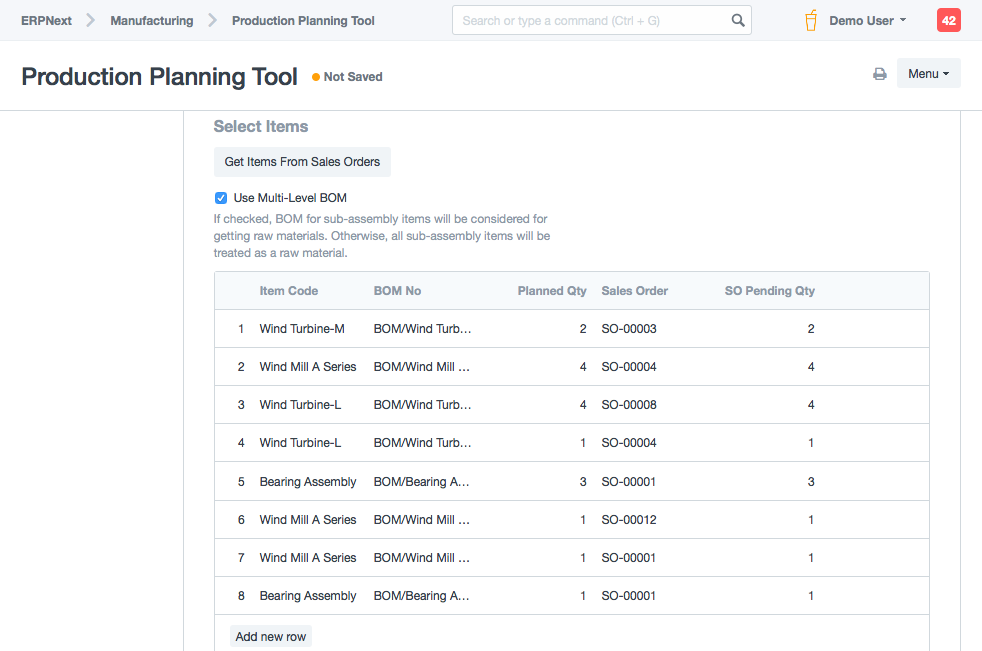 ERPNext Manufacturing Production Planning Tool Search or type a command (Ctrl + G) Demo User 42
Production Planning Tool Not Saved Menu
Select Items
Get Items From Sales Orders
Use Multi-Level BOM
If checked, BOM for sub-assembly items will be considered for
getting raw materials. Otherwise, all sub-assembly items will be
treated as a raw material.
Item Code BOM No Planned Qty Sales Order SO Pending Qty
1 Wind Turbine-M BOM/Wind Turb... 2 SO-00003 2
2 Wind Mill A Series BOM/Wind Mill ... 4 SO-00004 4
3 Wind Turbine-L BOM/Wind Turb... 4 SO-00008 4
4 Wind Turbine-L BOM/Wind Turb... 1 SO-00004 1
5 Bearing Assembly BOM/Bearing A... 3 SO-00001 3
6 Wind Mill A Series BOM/Wind Mill ... 1 SO-00012 1
7 Wind Mill A Series BOM/Wind Mill ... 1 SO-00001 1
8 Bearing Assembly BOM/Bearing A... 1 SO-00001 1
Add new row